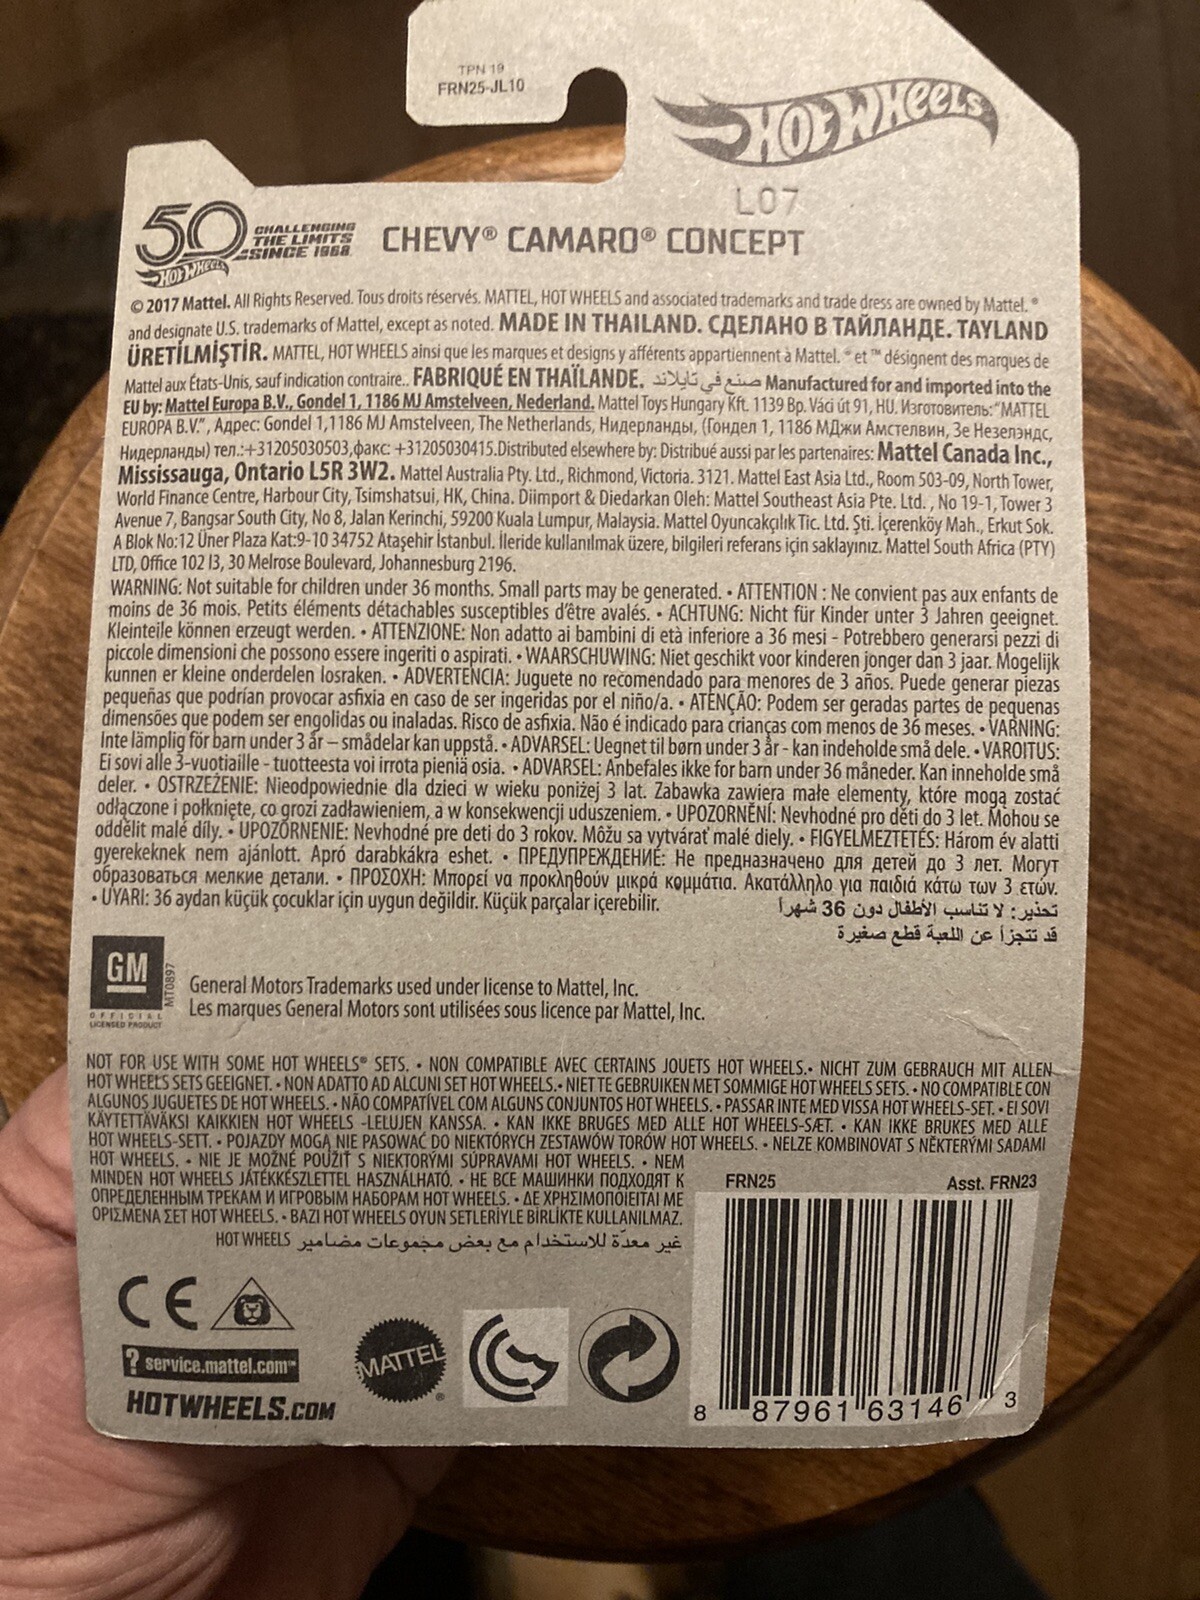 TPN 19
FRN25-JL10
HOT WHEELS
L07
50 CHALLENGING
THE LIMITS
SINCE 1968
HOT WHEELS
CHEVY® CAMARO® CONCEPT
© 2017 Mattel. All Rights Reserved. Tous droits réservés. MATTEL, HOT WHEELS and associated trademarks and trade dress are owned by Mattel. ®
and designate U.S. trademarks of Mattel, except as noted. MADE IN THAILAND. СДЕЛАНО В ТАЙЛАНДЕ. TAYLAND
ÜRETİLMİŞTİR. MATTEL, HOT WHEELS ainsi que les marques et designs y afférents appartiennent à Mattel. ® et ™ désignent des marques de
Mattel aux États-Unis, sauf indication contraire.. FABRIQUÉ EN THAÏLANDE. صنع في تايلاند Manufactured for and imported into the
EU by: Mattel Europa B.V., Gondel 1, 1186 MJ Amstelveen, Nederland. Mattel Toys Hungary Kft. 1139 Bp. Váci út 91, HU. Изготовитель: "MATTEL
EUROPA B.V.", Адрес: Gondel 1,1186 MJ Amstelveen, The Netherlands, Нидерланды, (Гондел 1, 1186 МДжи Амстелвин, Зе Незелэндс,
Нидерланды) тел.:+31205030503,факс: +31205030415.Distributed elsewhere by: Distribué aussi par les partenaires: Mattel Canada Inc.,
Mississauga, Ontario L5R 3W2. Mattel Australia Pty. Ltd., Richmond, Victoria. 3121. Mattel East Asia Ltd., Room 503-09, North Tower,
World Finance Centre, Harbour City, Tsimshatsui, HK, China. Diimport & Diedarkan Oleh: Mattel Southeast Asia Pte. Ltd. , No 19-1, Tower 3
Avenue 7, Bangsar South City, No 8, Jalan Kerinchi, 59200 Kuala Lumpur, Malaysia. Mattel Oyuncakçılık Tic. Ltd. Şti. İçerenköy Mah., Erkut Sok.
A Blok No:12 Üner Plaza Kat:9-10 34752 Ataşehir İstanbul. İleride kullanılmak üzere, bilgileri referans için saklayınız. Mattel South Africa (PTY)
LTD, Office 102 I3, 30 Melrose Boulevard, Johannesburg 2196.
WARNING: Not suitable for children under 36 months. Small parts may be generated. • ATTENTION : Ne convient pas aux enfants de
moins de 36 mois. Petits éléments détachables susceptibles d'être avalés. • ACHTUNG: Nicht für Kinder unter 3 Jahren geeignet.
Kleinteile können erzeugt werden. • ATTENZIONE: Non adatto ai bambini di età inferiore a 36 mesi - Potrebbero generarsi pezzi di
piccole dimensioni che possono essere ingeriti o aspirati. • WAARSCHUWING: Niet geschikt voor kinderen jonger dan 3 jaar. Mogelijk
kunnen er kleine onderdelen losraken. • ADVERTENCIA: Juguete no recomendado para menores de 3 años. Puede generar piezas
pequeñas que podrían provocar asfixia en caso de ser ingeridas por el niño/a. • ATENÇÃO: Podem ser geradas partes de pequenas
dimensões que podem ser engolidas ou inaladas. Risco de asfixia. Não é indicado para crianças com menos de 36 meses. • VARNING:
Inte lämplig för barn under 3 år – smådelar kan uppstå. • ADVARSEL: Uegnet til børn under 3 år - kan indeholde små dele. • VAROITUS:
Ei sovi alle 3-vuotiaille - tuotteesta voi irrota pieniä osia. • ADVARSEL: Anbefales ikke for barn under 36 måneder. Kan inneholde små
deler. • OSTRZEŻENIE: Nieodpowiednie dla dzieci w wieku poniżej 3 lat. Zabawka zawiera małe elementy, które mogą zostać
odłączone i połknięte, co grozi zadławieniem, a w konsekwencji uduszeniem. • UPOZORNĚNÍ: Nevhodné pro děti do 3 let. Mohou se
oddělit malé díly. • UPOZORNENIE: Nevhodné pre deti do 3 rokov. Môžu sa vytvárať malé diely. • FIGYELMEZTETÉS: Három év alatti
gyerekeknek nem ajánlott. Apró darabkákra eshet. • ПРЕДУПРЕЖДЕНИЕ: Не предназначено для детей до 3 лет. Могут
образоваться мелкие детали. • ΠΡΟΣΟΧΗ: Μπορεί να προκληθούν μικρά κομμάτια. Ακατάλληλο για παιδιά κάτω των 3 ετών.
• UYARI: 36 aydan küçük çocuklar için uygun değildir. Küçük parçalar içerebilir. تحذير: لا تناسب الأطفال دون 36 شهراً
قد تتجزأ عن اللعبة قطع صغيرة
GM
OFFICIAL
LICENSED PRODUCT
MT0897
General Motors Trademarks used under license to Mattel, Inc.
Les marques General Motors sont utilisées sous licence par Mattel, Inc.
NOT FOR USE WITH SOME HOT WHEELS® SETS. • NON COMPATIBLE AVEC CERTAINS JOUETS HOT WHEELS.• NICHT ZUM GEBRAUCH MIT ALLEN
HOT WHEELS SETS GEEIGNET. • NON ADATTO AD ALCUNI SET HOT WHEELS.• NIET TE GEBRUIKEN MET SOMMIGE HOT WHEELS SETS. • NO COMPATIBLE CON
ALGUNOS JUGUETES DE HOT WHEELS. • NÃO COMPATÍVEL COM ALGUNS CONJUNTOS HOT WHEELS. • PASSAR INTE MED VISSA HOT WHEELS-SET. • EI SOVI
KÄYTETTÄVÄKSI KAIKKIEN HOT WHEELS -LELUJEN KANSSA. • KAN IKKE BRUGES MED ALLE HOT WHEELS-SÆT. • KAN IKKE BRUKES MED ALLE
HOT WHEELS-SETT. • POJAZDY MOGĄ NIE PASOWAĆ DO NIEKTÓRYCH ZESTAWÓW TORÓW HOT WHEELS. • NELZE KOMBINOVAT S NĚKTERÝMI SADAMI
HOT WHEELS. • NIE JE MOŽNÉ POUŽIŤ S NIEKTORÝMI SÚPRAVAMI HOT WHEELS. • NEM
MINDEN HOT WHEELS JÁTÉKKÉSZLETTEL HASZNÁLHATÓ. • НЕ ВСЕ МАШИНКИ ПОДХОДЯТ К
ОПРЕДЕЛЕННЫМ ТРЕКАМ И ИГРОВЫМ НАБОРАМ HOT WHEELS. • ΔΕ ΧΡΗΣΙΜΟΠΟΙΕΙΤΑΙ ΜΕ
ΟΡΙΣΜΕΝΑ ΣΕΤ HOT WHEELS. • BAZI HOT WHEELS OYUN SETLERİYLE BİRLİKTE KULLANILMAZ.
غير معدّة للاستخدام مع بعض مجموعات مضامير HOT WHEELS
FRN25 Asst. FRN23
CE
? service.mattel.com™
HOTWHEELS.COM
MATTEL ®
8 87961 63146 3